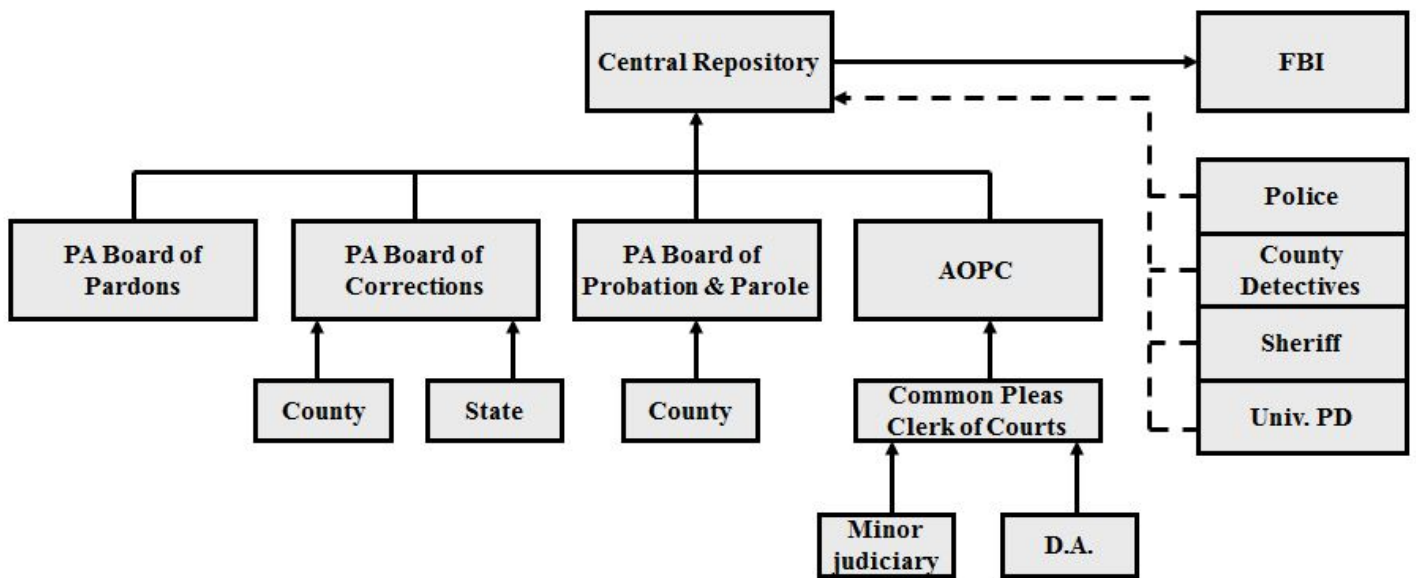 Central Repository
FBI
Police
County
Detectives
Sheriff
Univ. PD
PA Board of
Pardons
PA Board of
Corrections
PA Board of
Probation & Parole
AOPC
County
State
County
Common Pleas
Clerk of Courts
Minor
judiciary
D.A.